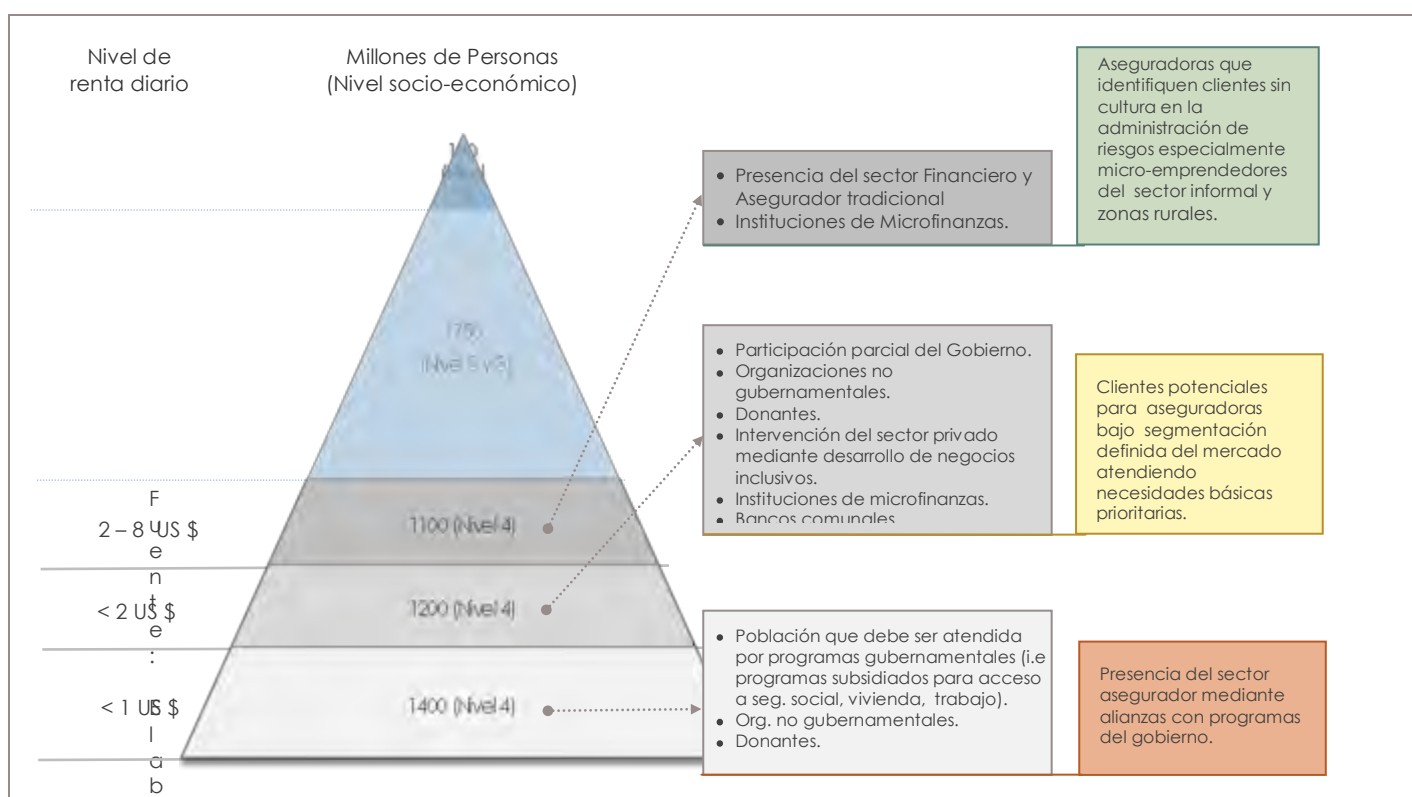 Nivel de
renta diario
Millones de Personas
(Nivel socio-económico)
Aseguradoras que
identifiquen clientes sin
cultura en la
administración de
riesgos especialmente
micro-emprendedores
del sector informal y
zonas rurales.
• Presencia del sector Financiero y
Asegurador tradicional
• Instituciones de Microfinanzas.
• Participación parcial del Gobierno.
• Organizaciones no
gubernamentales.
• Donantes.
• Intervención del sector privado
mediante desarrollo de negocios
inclusivos.
• Instituciones de microfinanzas.
• Bancos comunales
Clientes potenciales
para aseguradoras
bajo segmentación
definida del mercado
atendiendo
necesidades básicas
prioritarias.
2 – 8 US $
1100 (Nivel 4)
< 2 US $
1200 (Nivel 4)
< 1 US $
1400 (Nivel 4)
• Población que debe ser atendida
por programas gubernamentales (i.e
programas subsidiados para acceso
a seg. social, vivienda, trabajo).
• Org. no gubernamentales.
• Donantes.
Presencia del sector
asegurador mediante
alianzas con programas
del gobierno.
F
u
e
n
t
e
:
E
l
a
b